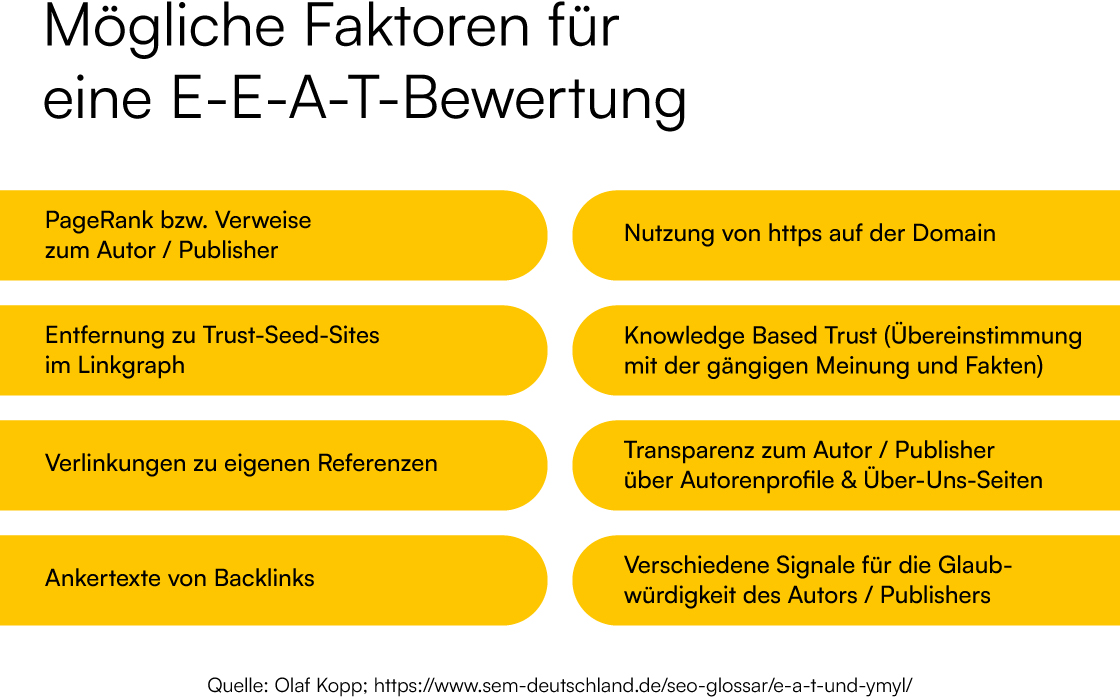 Mögliche Faktoren für
eine E-E-A-T-Bewertung
PageRank bzw. Verweise
zum Autor / Publisher
Entfernung zu Trust-Seed-Sites
im Linkgraph
Verlinkungen zu eigenen Referenzen
Ankertexte von Backlinks
Nutzung von https auf der Domain
Knowledge Based Trust (Übereinstimmung
mit der gängigen Meinung und Fakten)
Transparenz zum Autor / Publisher
über Autorenprofile & Über-Uns-Seiten
Verschiedene Signale für die Glaub-
würdigkeit des Autors / Publishers
Quelle: Olaf Kopp; https://www.sem-deutschland.de/seo-glossar/e-a-t-und-ymyl/